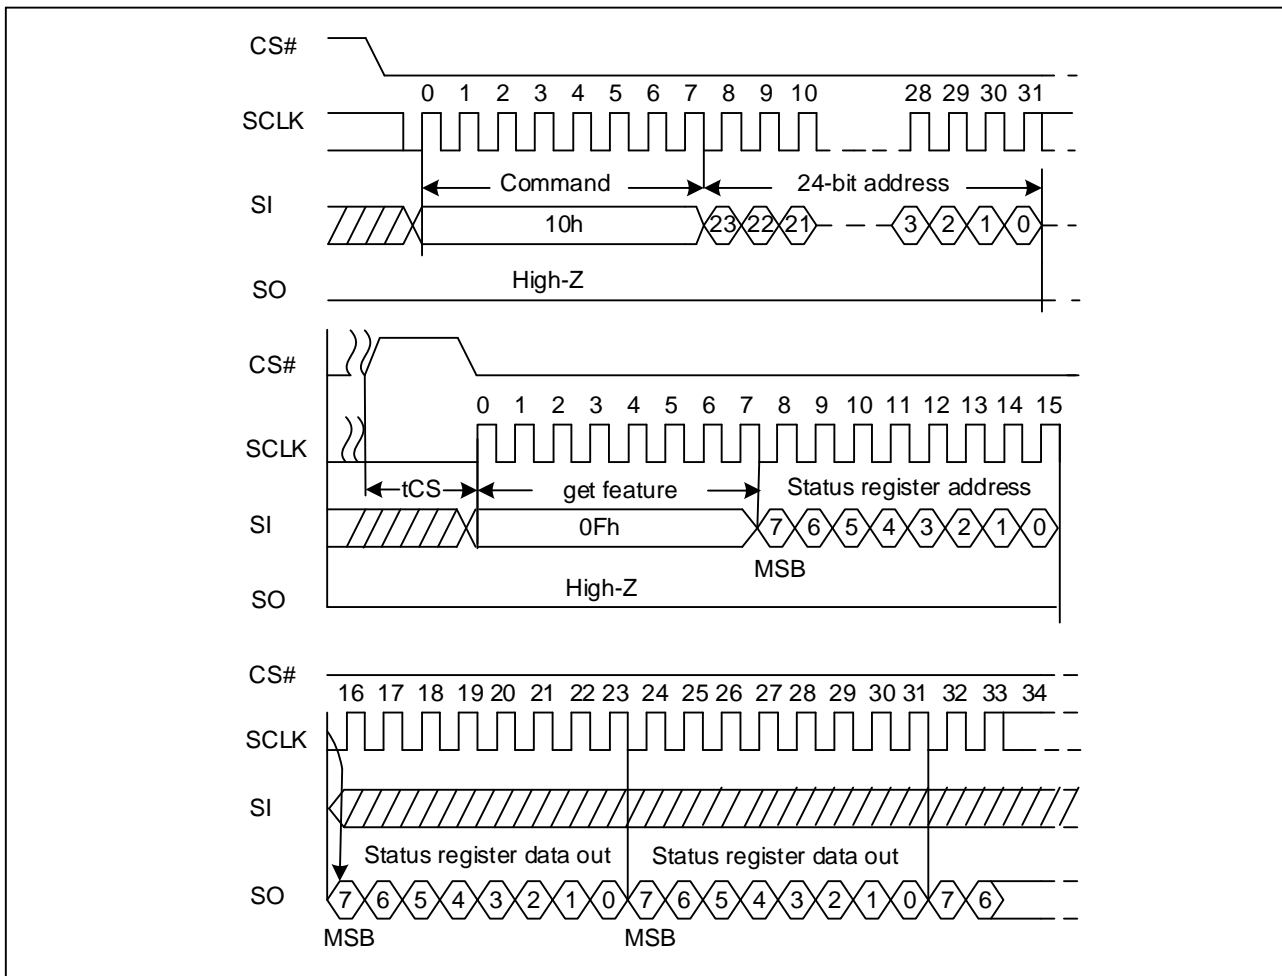 CS#
0 1 2 3 4 5 6 7 8 9 10 28 29 30 31
SCLK
Command 24-bit address
SI
10h 23 22 21 3 2 1 0
High-Z
SO
CS#
0 1 2 3 4 5 6 7 8 9 10 11 12 13 14 15
SCLK
tCS get feature Status register address
SI
0Fh 7 6 5 4 3 2 1 0
MSB
High-Z
SO
CS#
16 17 18 19 20 21 22 23 24 25 26 27 28 29 30 31 32 33 34
SCLK
SI
Status register data out Status register data out
SO 7 6 5 4 3 2 1 0 7 6 5 4 3 2 1 0 7 6
MSB MSB